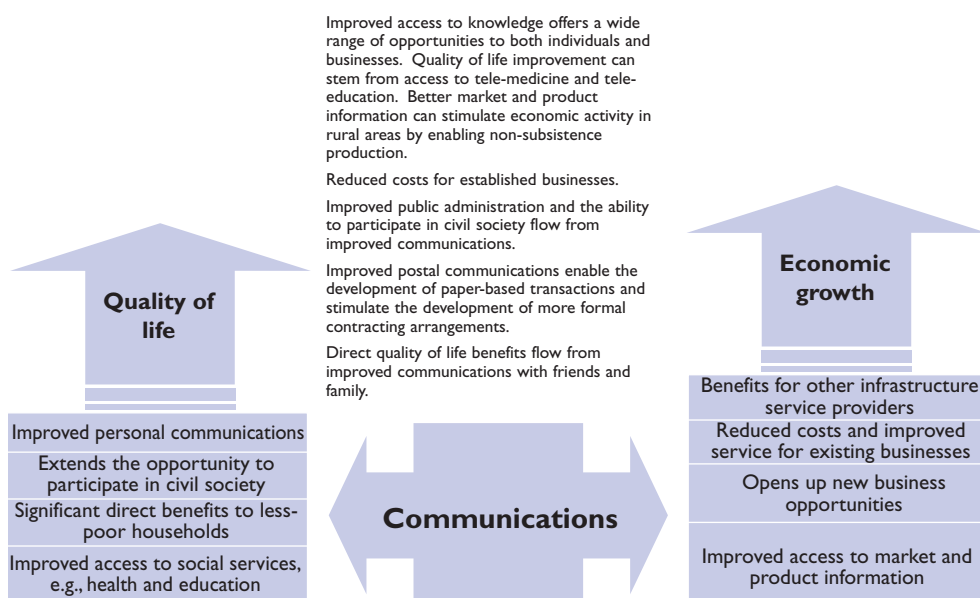 Improved access to knowledge offers a wide
range of opportunities to both individuals and
businesses.  Quality of life improvement can
stem from access to tele-medicine and tele-
education.  Better market and product
information can stimulate economic activity in
rural areas by enabling non-subsistence
production.
Reduced costs for established businesses.
Improved public administration and the ability
to participate in civil society flow from
improved communications.
Improved postal communications enable the
development of paper-based transactions and
stimulate the development of more formal
contracting arrangements.
Direct quality of life benefits flow from
improved communications with friends and
family.
Quality of
life
Improved personal communications
Extends the opportunity to
participate in civil society
Significant direct benefits to less-
poor households
Improved access to social services,
e.g., health and education
Communications
Economic
growth
Benefits for other infrastructure
service providers
Reduced costs and improved
service for existing businesses
Opens up new business
opportunities
Improved access to market and
product information